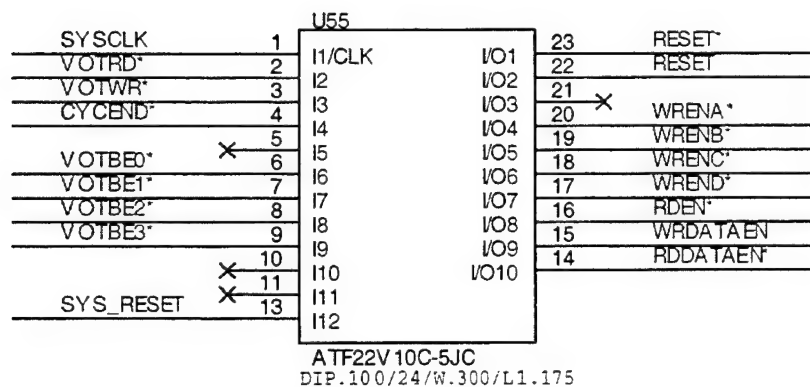 U55
SYSCLK 1 I1/CLK I/O1 23 RESET*
VOTRD* 2 I2 I/O2 22 RESET
VOTWR* 3 I3 I/O3 21
CYCEND* 4 I4 I/O4 20 WRENA*
5 I5 I/O5 19 WRENB*
VOTBE0* 6 I6 I/O6 18 WRENC*
VOTBE1* 7 I7 I/O7 17 WREND*
VOTBE2* 8 I8 I/O8 16 RDEN*
VOTBE3* 9 I9 I/O9 15 WRDATAEN
10 I10 I/O10 14 RDDATAEN*
11 I11
SYS_RESET 13 I12
ATF22V10C-5JC
DIP.100/24/W.300/L1.175